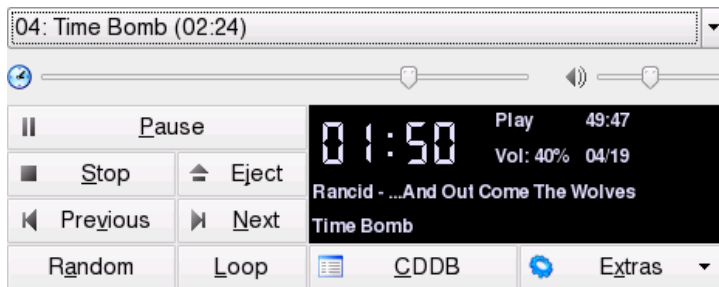 04: Time Bomb (02:24)
Pause
Stop
Eject
Previous
Next
Random
Loop
01:50
Play 49:47
Vol: 40% 04/19
Rancid - ...And Out Come The Wolves
Time Bomb
CDDB
Extras